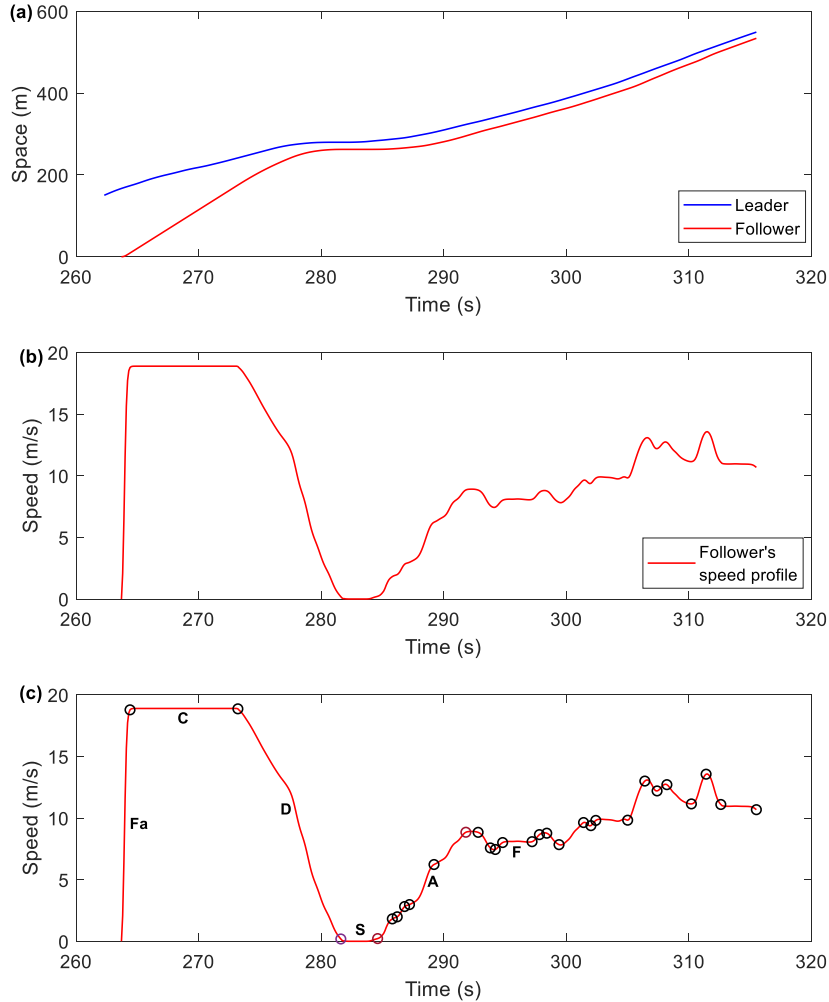 (a)
600
400
200
0
Space (m)
Leader
Follower
260 270 280 290 300 310 320
Time (s)
(b)
20
15
10
5
0
Speed (m/s)
Follower's
speed profile
260 270 280 290 300 310 320
Time (s)
(c)
20
15
10
5
0
Speed (m/s)
C
Fa
D
F
A
S
260 270 280 290 300 310 320
Time (s)